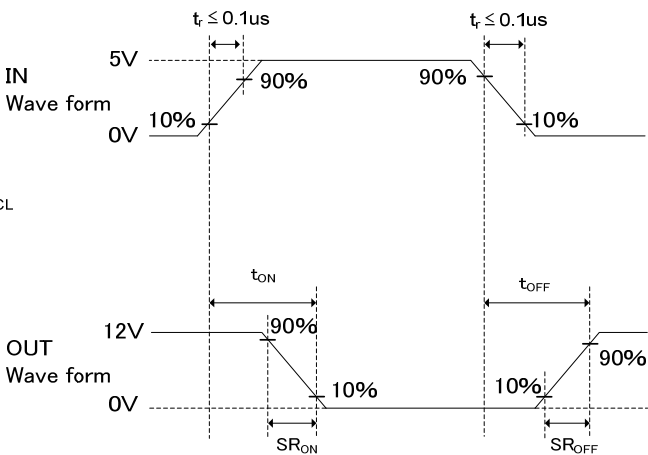 tr ≤ 0.1us
tr ≤ 0.1us
5V
IN
Wave form
90%
90%
10%
10%
0V
CL
tON
tOFF
12V
90%
OUT
Wave form
90%
10%
10%
0V
SRON
SROFF